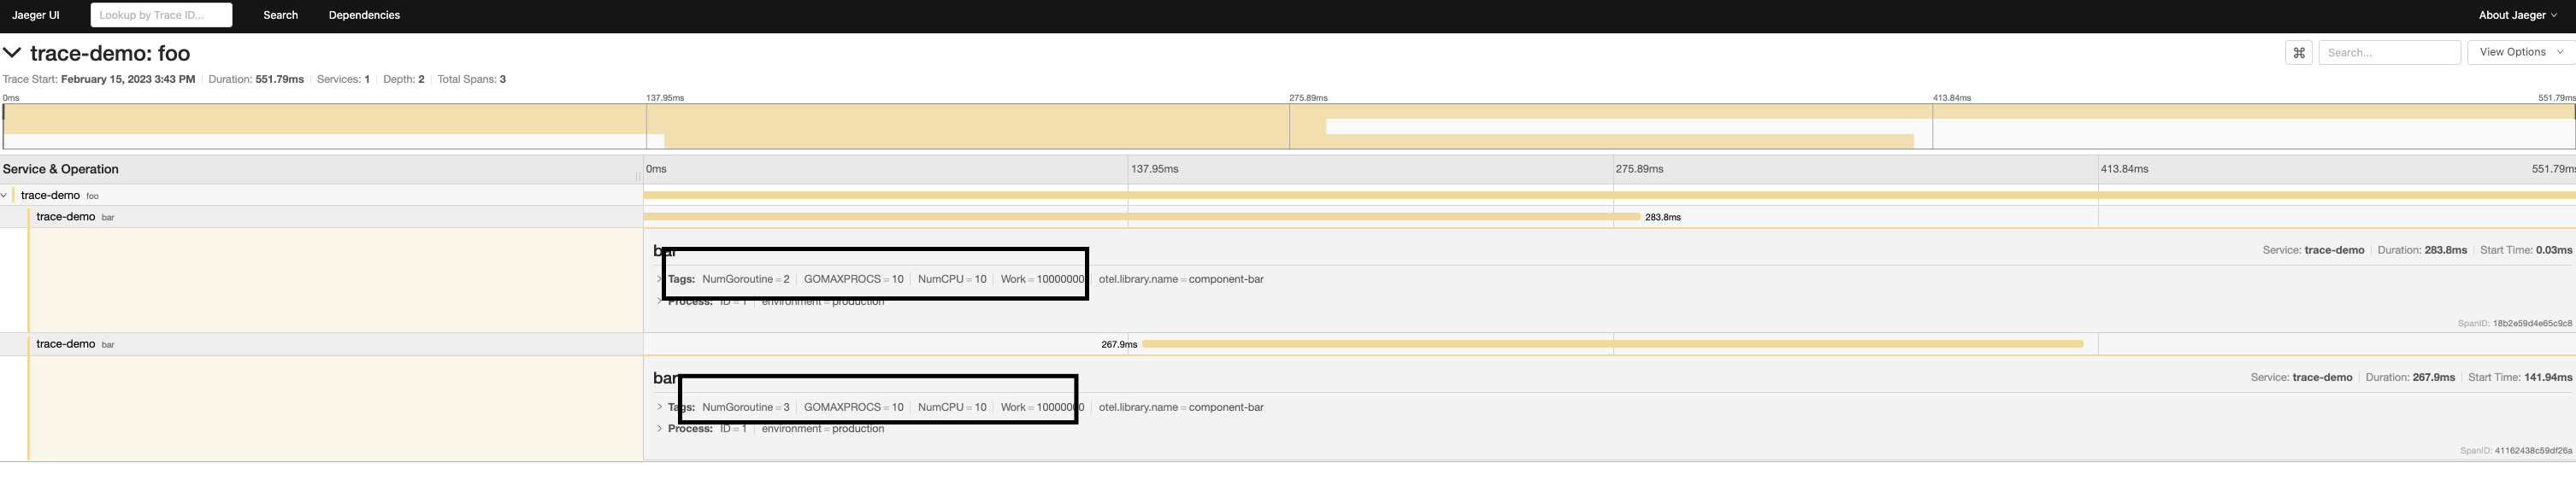 Jaeger UI Lookup by Trace ID... Search Dependencies About Jaeger
trace-demo: foo ⌘ Search... View Options
Trace Start: February 15, 2023 3:43 PM Duration: 551.79ms Services: 1 Depth: 2 Total Spans: 3
0ms 137.95ms 275.89ms 413.84ms 551.79ms
Service & Operation 0ms 137.95ms 275.89ms 413.84ms 551.79ms
trace-demo foo
trace-demo bar 283.8ms
bar Service: trace-demo Duration: 283.8ms Start Time: 0.03ms
Tags: NumGoroutine = 2 GOMAXPROCS = 10 NumCPU = 10 Work = 10000000 otel.library.name = component-bar
Process: ID = 1 environment = production
SpanID: 18b2e59d4e65c9c8
trace-demo bar 267.9ms
bar Service: trace-demo Duration: 267.9ms Start Time: 141.94ms
Tags: NumGoroutine = 3 GOMAXPROCS = 10 NumCPU = 10 Work = 10000000 otel.library.name = component-bar
Process: ID = 1 environment = production
SpanID: 41162438c59df26a